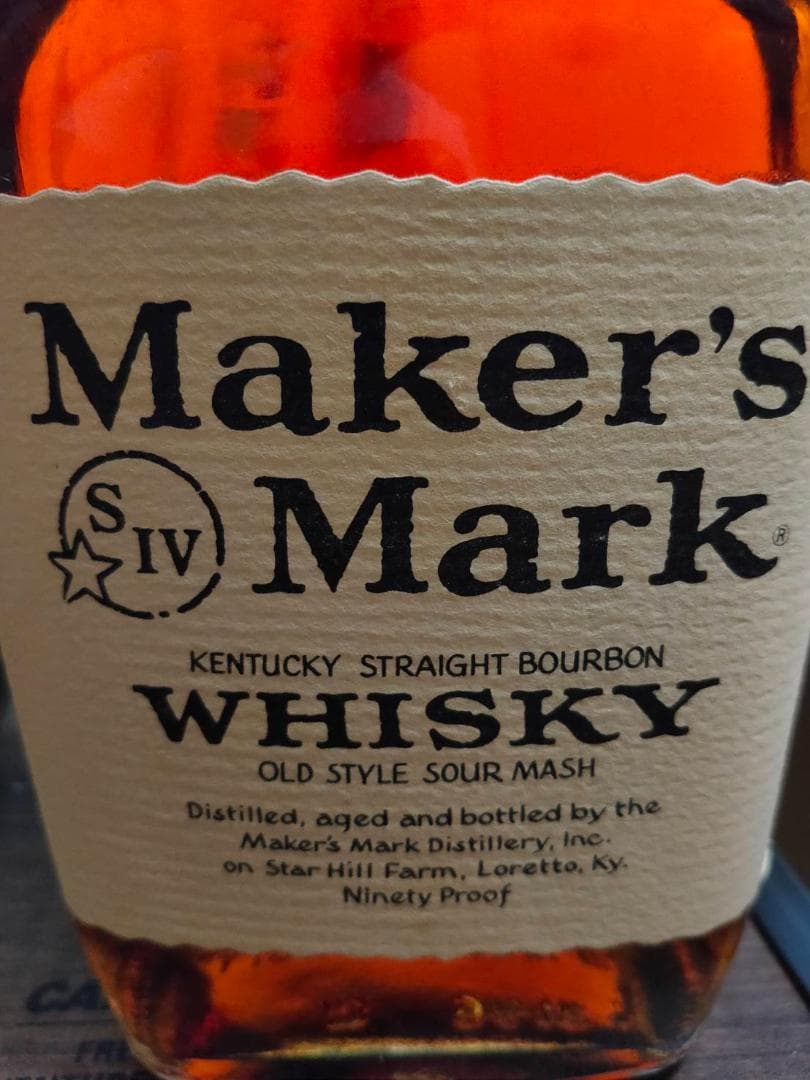 Maker's
S IV
Mark®
KENTUCKY STRAIGHT BOURBON
WHISKY
OLD STYLE SOUR MASH
Distilled, aged and bottled by the
Maker's Mark Distillery, Inc.
on Star Hill Farm, Loretto, Ky.
Ninety Proof